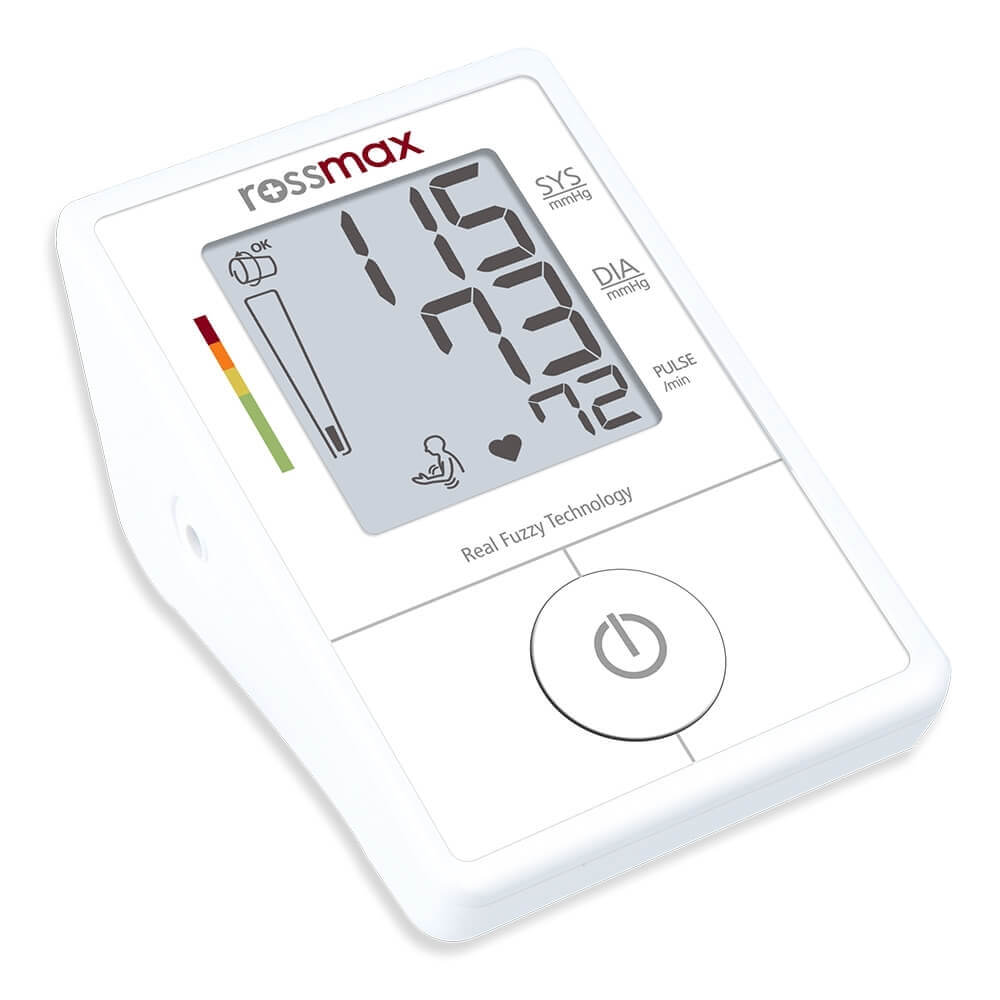 rossmax
OK
115
SYS
mmHg
73
DIA
mmHg
72
PULSE
/min
Real Fuzzy Technology